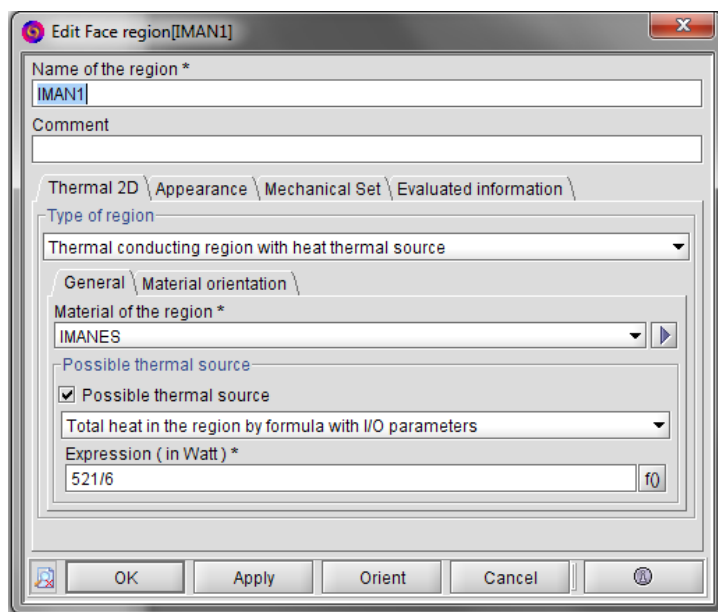 Edit Face region[IMAN1]
Name of the region *
IMAN1
Comment
Thermal 2D Appearance Mechanical Set Evaluated information
Type of region
Thermal conducting region with heat thermal source
General Material orientation
Material of the region *
IMANES
Possible thermal source
Possible thermal source
Total heat in the region by formula with I/O parameters
Expression ( in Watt ) *
521/6 f()
OK Apply Orient Cancel